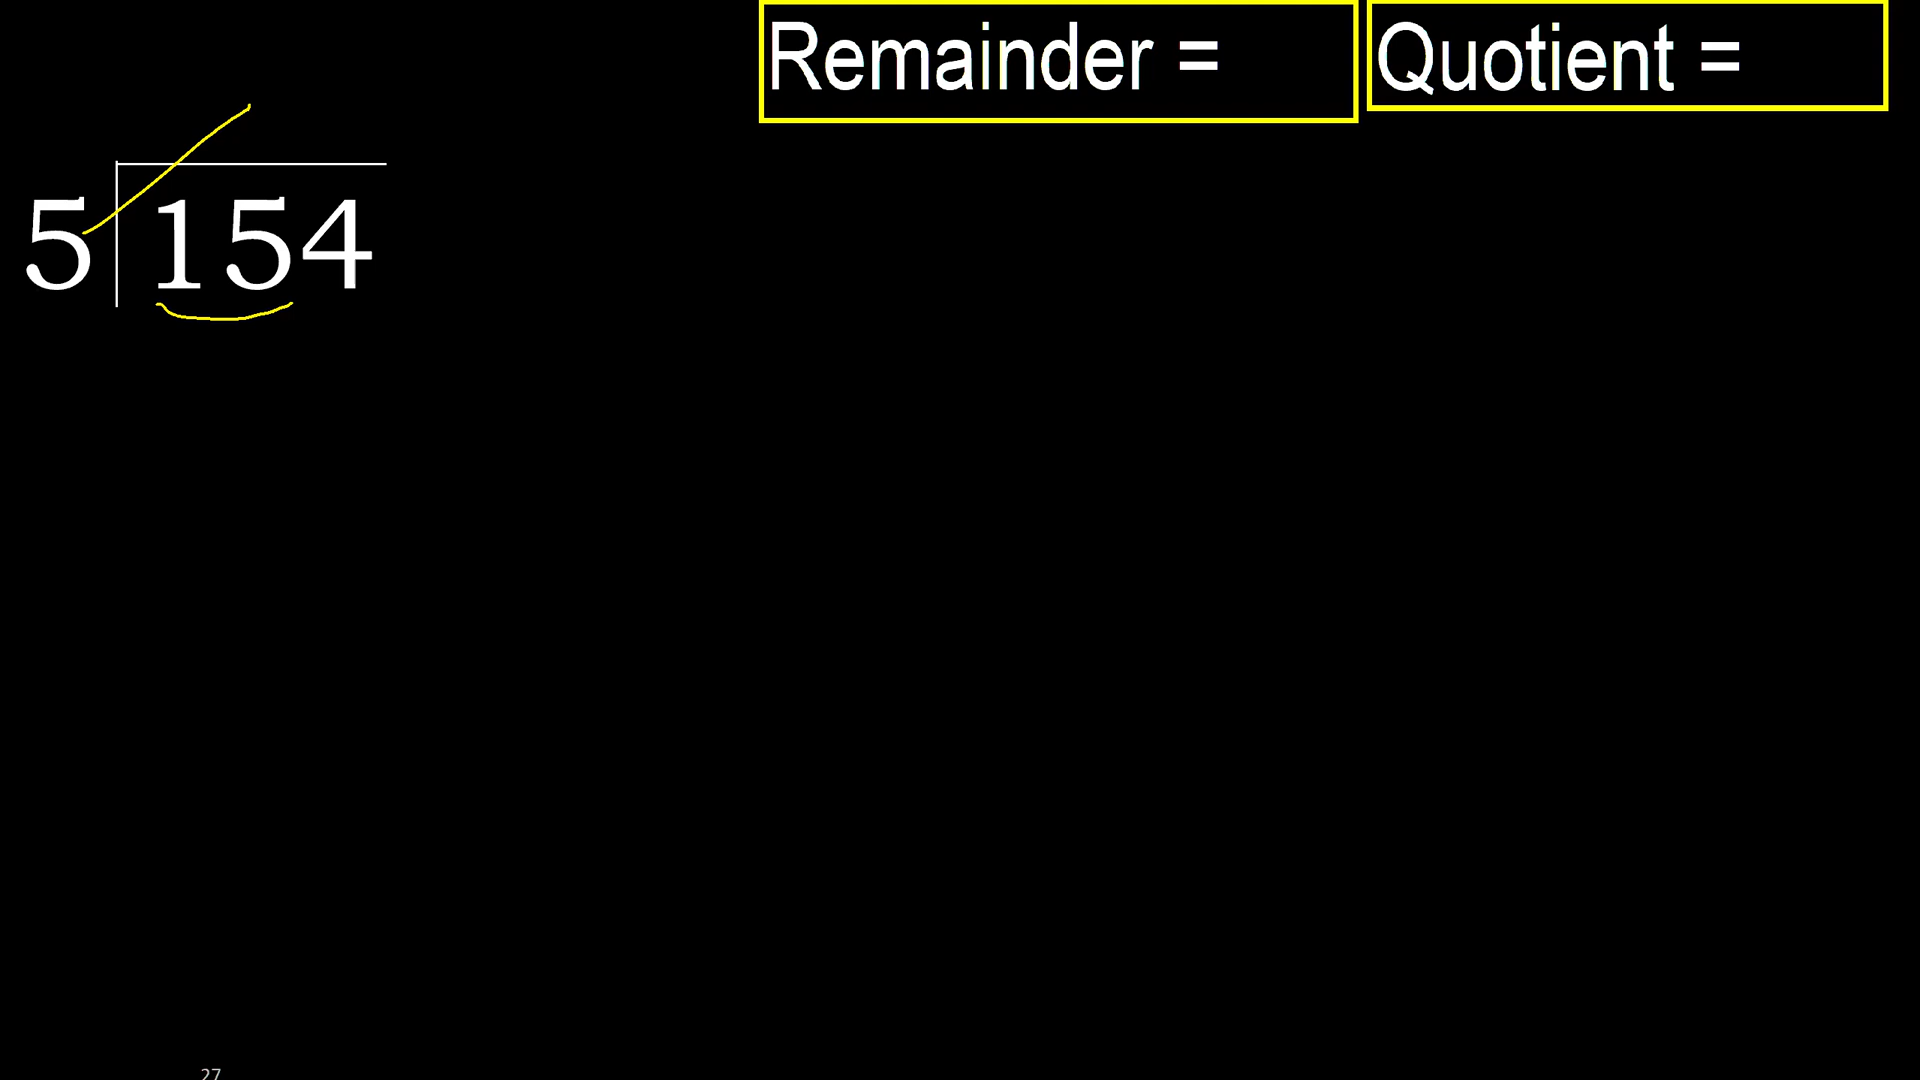 Remainder = Quotient =
5 154
27